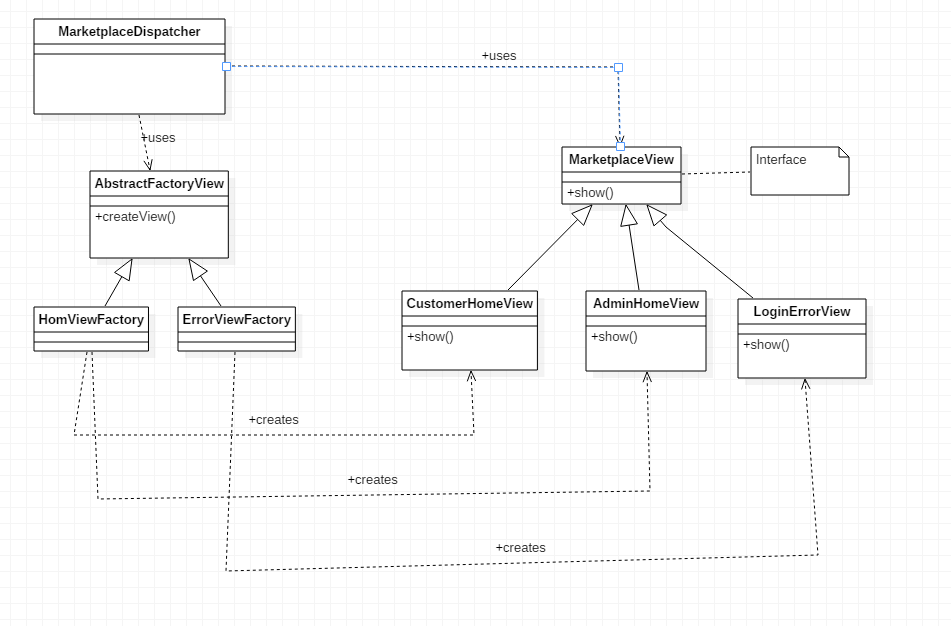 MarketplaceDispatcher
+uses
+uses
MarketplaceView
+show()
Interface
AbstractFactoryView
+createView()
HomViewFactory
ErrorViewFactory
CustomerHomeView
+show()
AdminHomeView
+show()
LoginErrorView
+show()
+creates
+creates
+creates